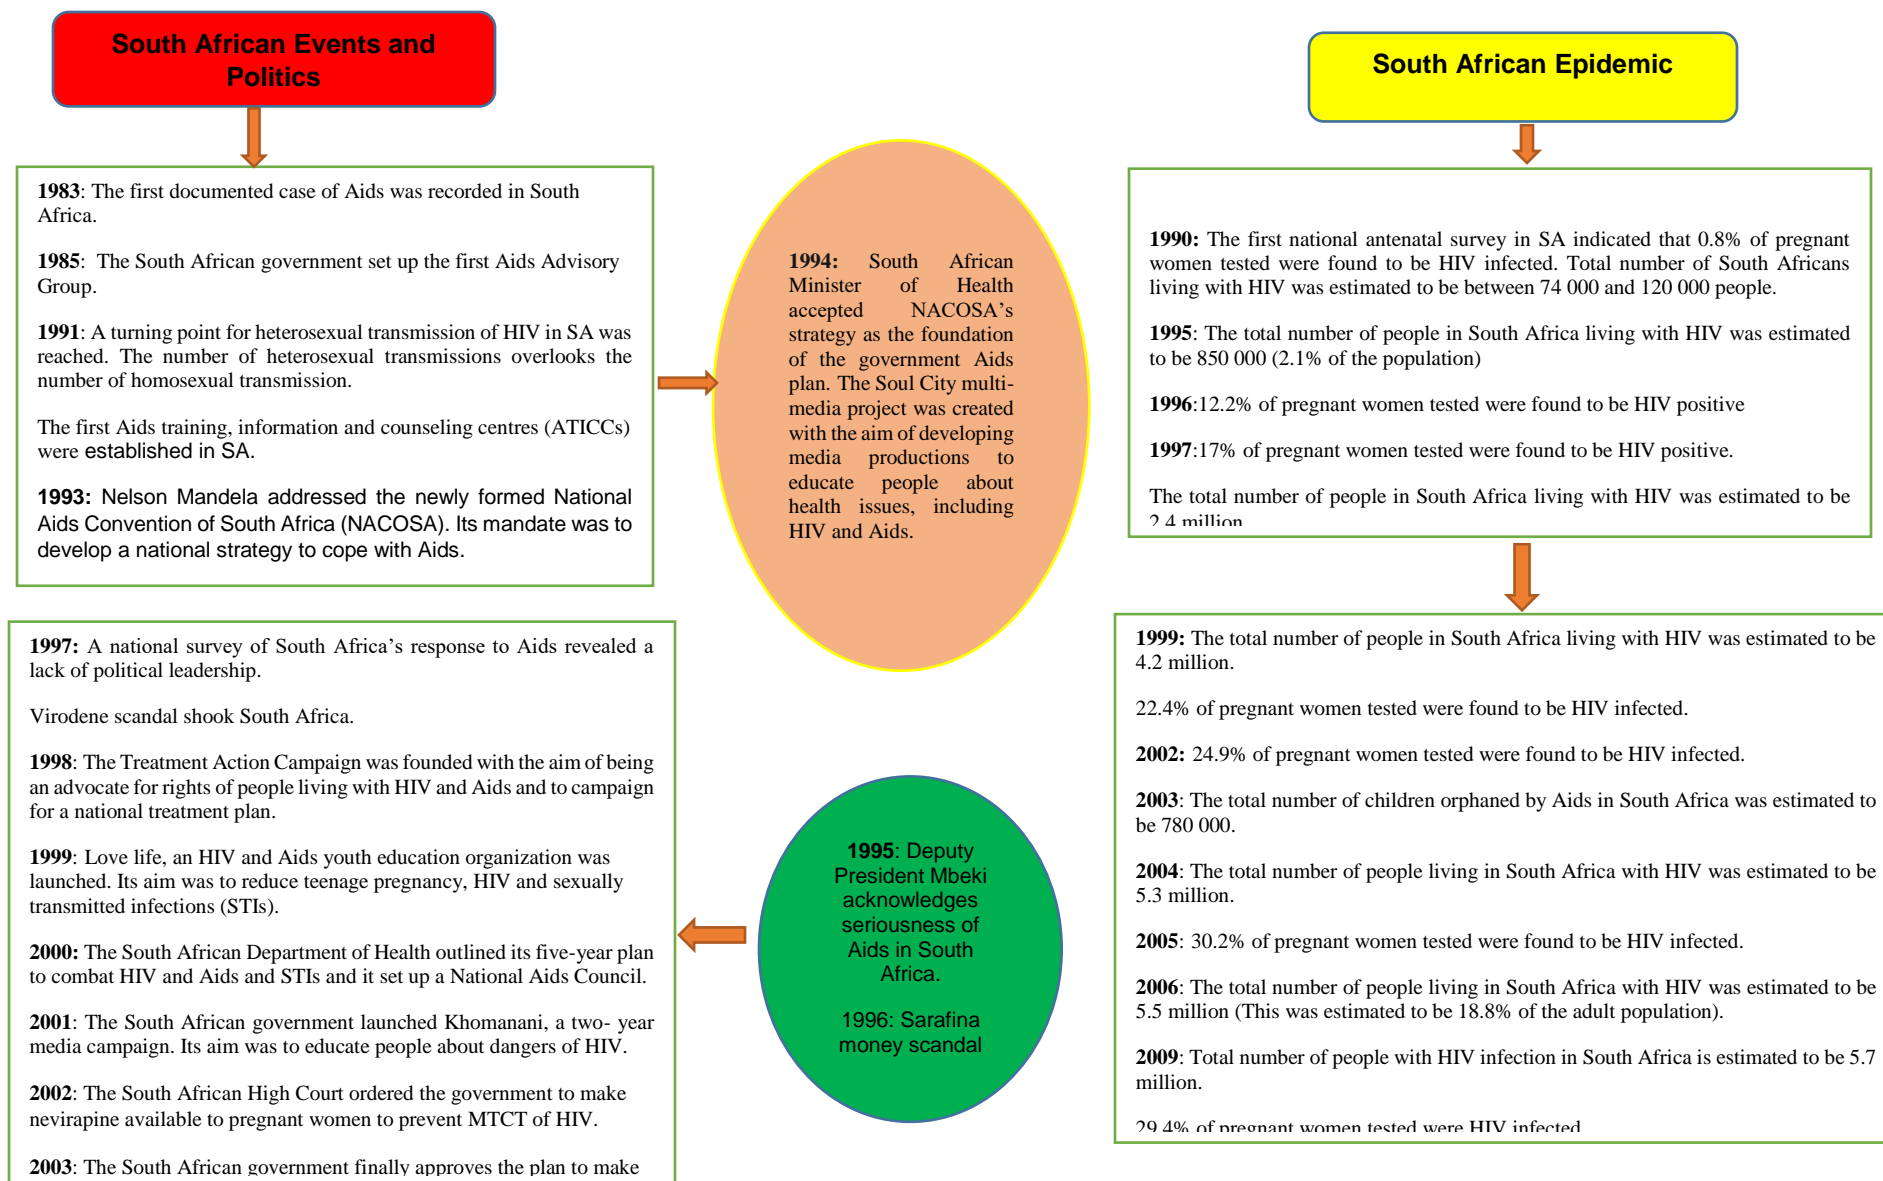 South African Events and
Politics
1983: The first documented case of Aids was recorded in South
Africa.
1985: The South African government set up the first Aids Advisory
Group.
1991: A turning point for heterosexual transmission of HIV in SA was
reached. The number of heterosexual transmissions overlooks the
number of homosexual transmission.
The first Aids training, information and counseling centres (ATICCs)
were established in SA.
1993: Nelson Mandela addressed the newly formed National
Aids Convention of South Africa (NACOSA). Its mandate was to
develop a national strategy to cope with Aids.
1994: South African
Minister of Health
accepted NACOSA's
strategy as the foundation
of the government Aids
plan. The Soul City multi-
media project was created
with the aim of developing
media productions to
educate people about
health issues, including
HIV and Aids.
1995: Deputy
President Mbeki
acknowledges
seriousness of
Aids in South
Africa.
1996: Sarafina
money scandal
1997: A national survey of South Africa's response to Aids revealed a
lack of political leadership.
Virodene scandal shook South Africa.
1998: The Treatment Action Campaign was founded with the aim of being
an advocate for rights of people living with HIV and Aids and to campaign
for a national treatment plan.
1999: Love life, an HIV and Aids youth education organization was
launched. Its aim was to reduce teenage pregnancy, HIV and sexually
transmitted infections (STIs).
2000: The South African Department of Health outlined its five-year plan
to combat HIV and Aids and STIs and it set up a National Aids Council.
2001: The South African government launched Khomanani, a two- year
media campaign. Its aim was to educate people about dangers of HIV.
2002: The South African High Court ordered the government to make
nevirapine available to pregnant women to prevent MTCT of HIV.
2003: The South African government finally approves the plan to make
South African Epidemic
1990: The first national antenatal survey in SA indicated that 0.8% of pregnant
women tested were found to be HIV infected. Total number of South Africans
living with HIV was estimated to be between 74 000 and 120 000 people.
1995: The total number of people in South Africa living with HIV was estimated
to be 850 000 (2.1% of the population)
1996:12.2% of pregnant women tested were found to be HIV positive
1997:17% of pregnant women tested were found to be HIV positive.
The total number of people in South Africa living with HIV was estimated to be
2.4 million
1999: The total number of people in South Africa living with HIV was estimated to be
4.2 million.
22.4% of pregnant women tested were found to be HIV infected.
2002: 24.9% of pregnant women tested were found to be HIV infected.
2003: The total number of children orphaned by Aids in South Africa was estimated to
be 780 000.
2004: The total number of people living in South Africa with HIV was estimated to be
5.3 million.
2005: 30.2% of pregnant women tested were found to be HIV infected.
2006: The total number of people living in South Africa with HIV was estimated to be
5.5 million (This was estimated to be 18.8% of the adult population).
2009: Total number of people with HIV infection in South Africa is estimated to be 5.7
million.
29.4% of pregnant women tested were HIV infected